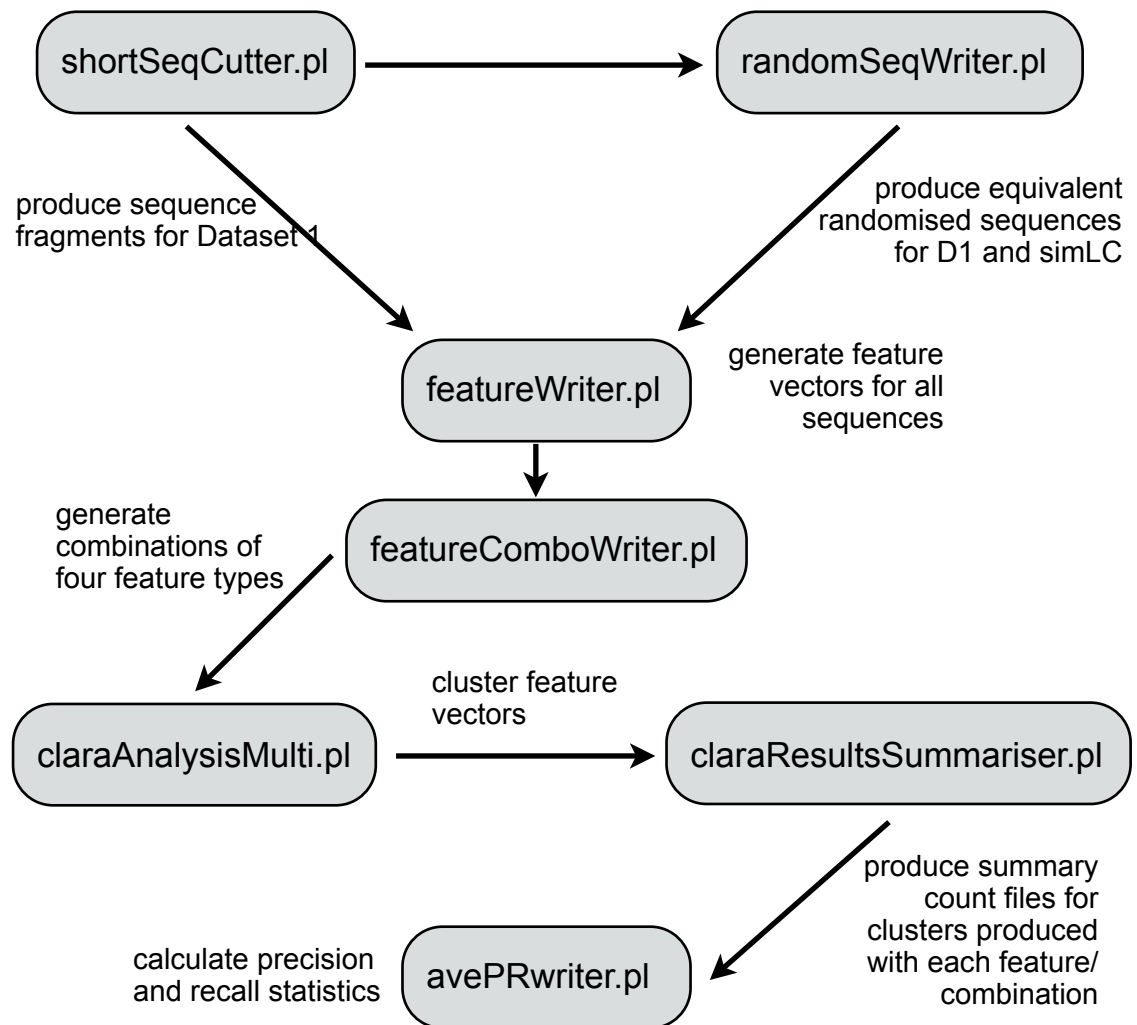 shortSeqCutter.pl
randomSeqWriter.pl
produce sequence
fragments for Dataset 1
produce equivalent
randomised sequences
for D1 and simLC
featureWriter.pl
generate feature
vectors for all
sequences
generate
combinations of
four feature types
featureComboWriter.pl
cluster feature
vectors
claraAnalysisMulti.pl
claraResultsSummariser.pl
produce summary
count files for
clusters produced
with each feature/
combination
calculate precision
and recall statistics
avePRwriter.pl